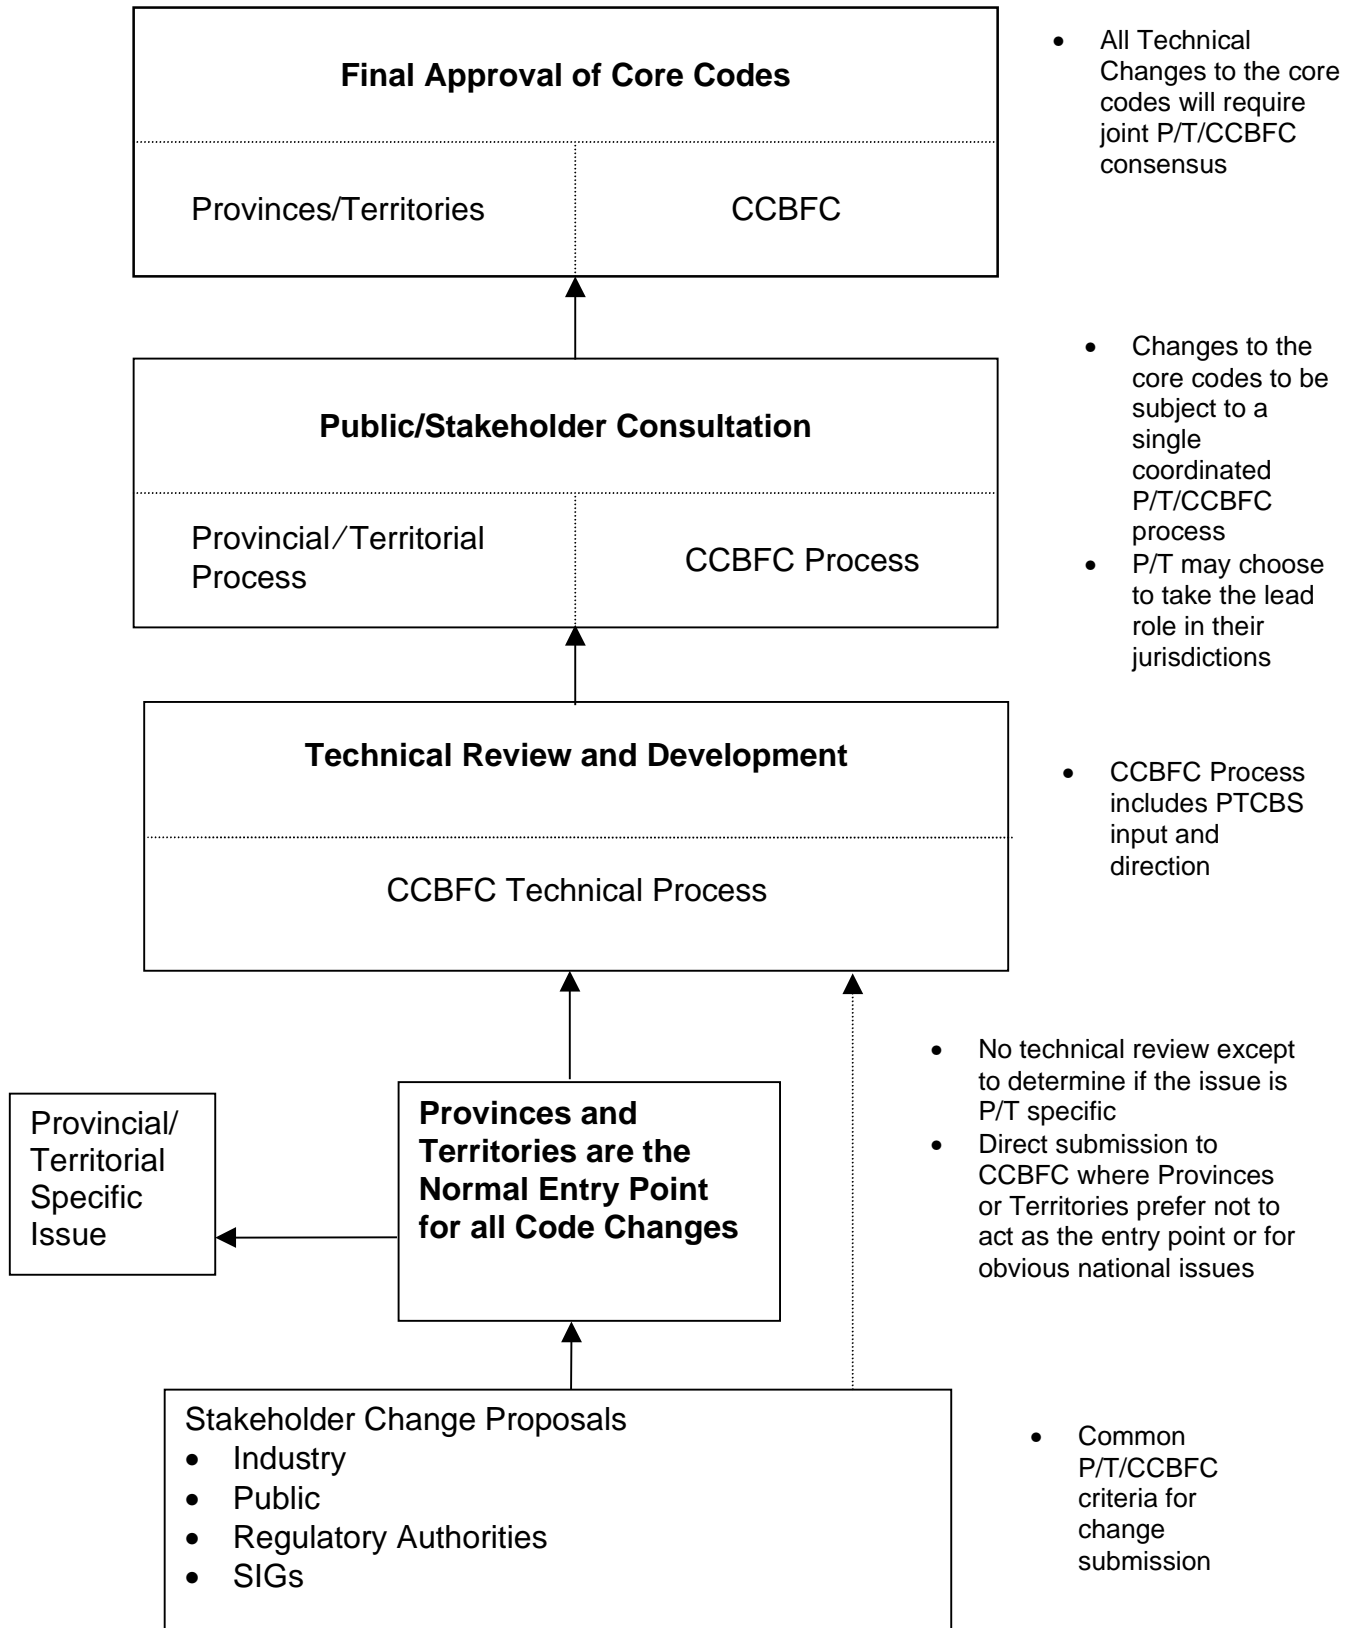 Final Approval of Core Codes
Provinces/Territories
CCBFC
• All Technical
Changes to the core
codes will require
joint P/T/CCBFC
consensus
Public/Stakeholder Consultation
Provincial/Territorial
Process
CCBFC Process
• Changes to the
core codes to be
subject to a
single
coordinated
P/T/CCBFC
process
• P/T may choose
to take the lead
role in their
jurisdictions
Technical Review and Development
CCBFC Technical Process
• CCBFC Process
includes PTCBS
input and
direction
Provincial/
Territorial
Specific
Issue
Provinces and
Territories are the
Normal Entry Point
for all Code Changes
• No technical review except
to determine if the issue is
P/T specific
• Direct submission to
CCBFC where Provinces
or Territories prefer not to
act as the entry point or for
obvious national issues
Stakeholder Change Proposals
• Industry
• Public
• Regulatory Authorities
• SIGs
• Common
P/T/CCBFC
criteria for
change
submission